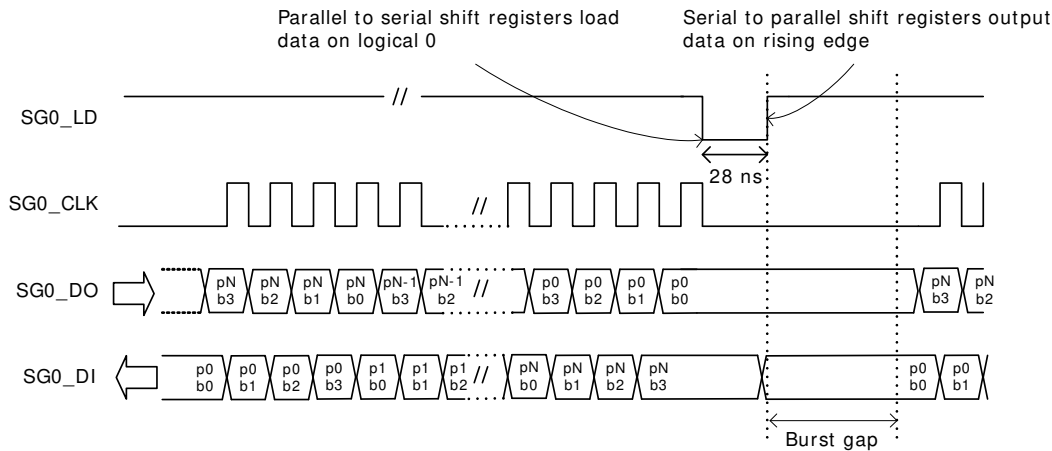 Parallel to serial shift registers load
data on logical 0
Serial to parallel shift registers output
data on rising edge
//
SG0_LD
28 ns
SG0_CLK
//
SG0_DO
pN b3 pN b2 pN b1 pN b0 pN-1 b3 pN-1 b2 // p0 b3 p0 b2 p0 b1 p0 b0 pN b3 pN b2
SG0_DI
p0 b0 p0 b1 p0 b2 p0 b3 p1 b0 p1 b1 p1 b2 // pN b0 pN b1 pN b2 pN b3 p0 b0 p0 b1
Burst gap